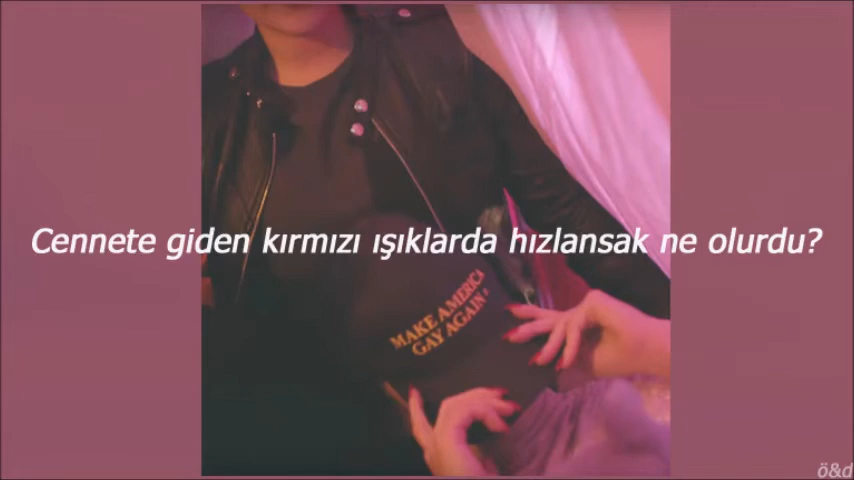 Cennete giden kırmızı ışıklarda hızlansak ne olurdu?
MAKE AMERICA
GAY AGAIN
ö&d